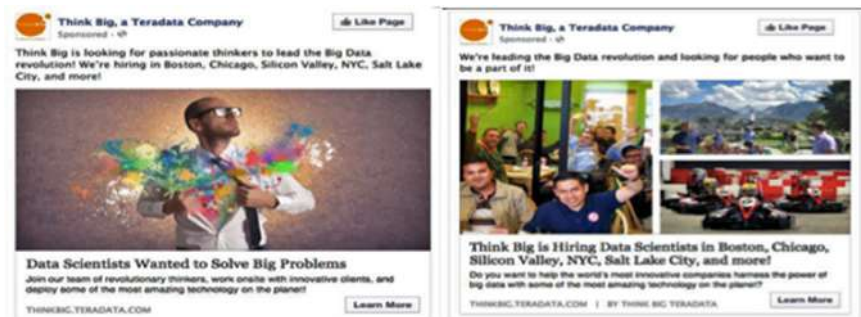 Think Big, a Teradata Company
Like Page
Sponsored
Think Big is looking for passionate thinkers to lead the Big Data
revolution! We're hiring in Boston, Chicago, Silicon Valley, NYC, Salt Lake
City, and more!
Data Scientists Wanted to Solve Big Problems
Join our team of revolutionary thinkers, work onsite with innovative clients, and
deploy some of the most amazing technology on the planet!
THINKBIG.TERADATA.COM
Learn More
Think Big, a Teradata Company
Like Page
Sponsored
We're leading the Big Data revolution and looking for people who want to
be a part of it!
Think Big is Hiring Data Scientists in Boston, Chicago,
Silicon Valley, NYC, Salt Lake City, and more!
Do you want to help the world's most innovative companies harness the power of
big data with some of the most amazing technology on the planet?
THINKBIG.TERADATA.COM | BY THINK BIG TERADATA
Learn More